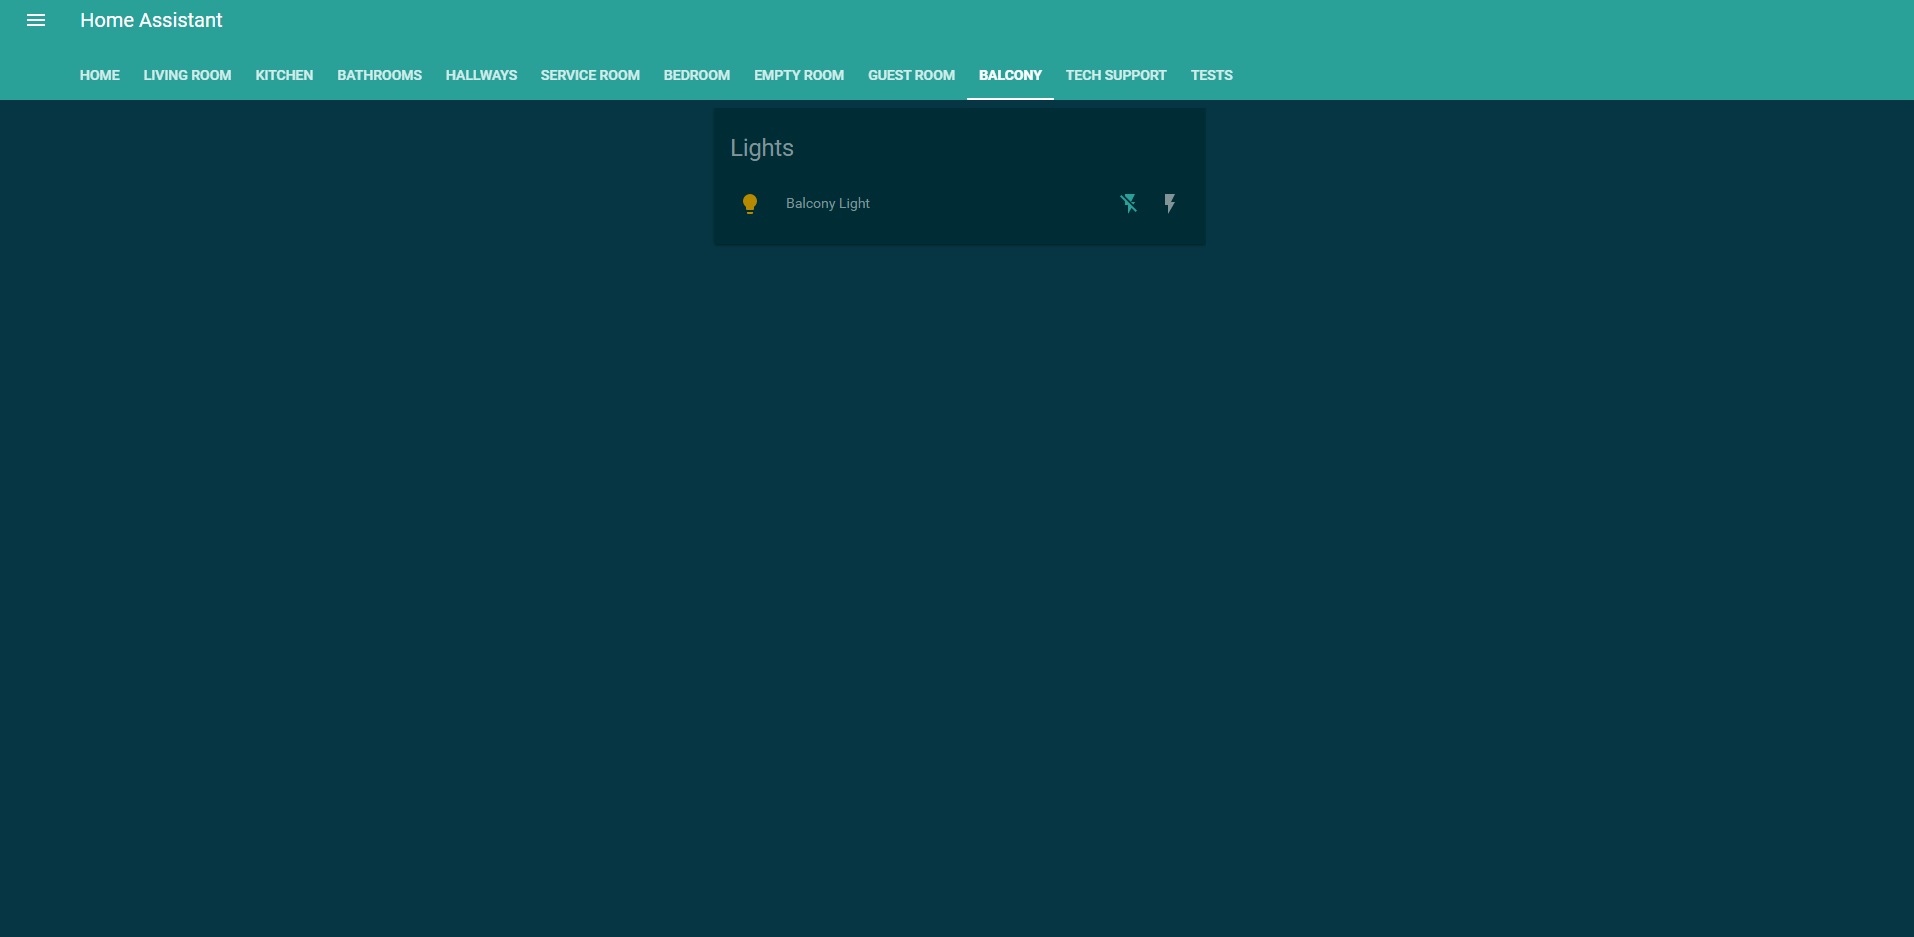 Home Assistant
HOME LIVING ROOM KITCHEN BATHROOMS HALLWAYS SERVICE ROOM BEDROOM EMPTY ROOM GUEST ROOM BALCONY TECH SUPPORT TESTS
Lights
Balcony Light